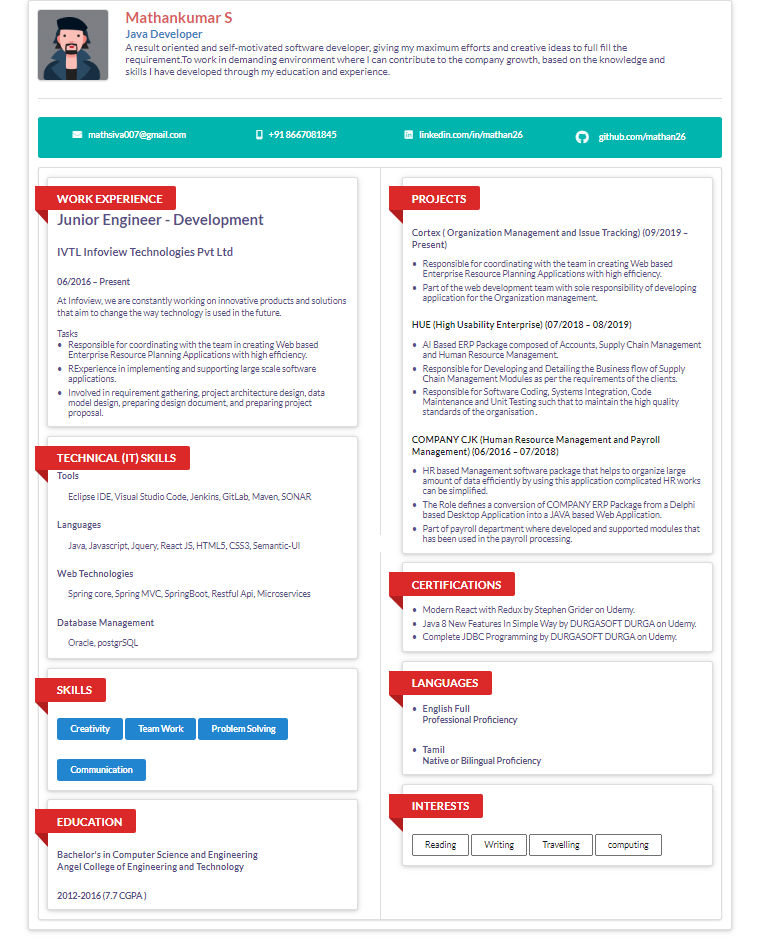 Mathankumar S
Java Developer
A result oriented and self-motivated software developer, giving my maximum efforts and creative ideas to full fill the
requirement.To work in demanding environment where I can contribute to the company growth, based on the knowledge and
skills I have developed through my education and experience.
mathsiva007@gmail.com
+91 8667081845
linkedin.com/in/mathan26
github.com/mathan26
WORK EXPERIENCE
Junior Engineer - Development
IVTL Infoview Technologies Pvt Ltd
06/2016 – Present
At Infoview, we are constantly working on innovative products and solutions
that aim to change the way technology is used in the future.
Tasks
• Responsible for coordinating with the team in creating Web based
Enterprise Resource Planning Applications with high efficiency.
• RExperience in implementing and supporting large scale software
applications.
• Involved in requirement gathering, project architecture design, data
model design, preparing design document, and preparing project
proposal.
TECHNICAL (IT) SKILLS
Tools
Eclipse IDE, Visual Studio Code, Jenkins, GitLab, Maven, SONAR
Languages
Java, Javascript, Jquery, React JS, HTML5, CSS3, Semantic-UI
Web Technologies
Spring core, Spring MVC, SpringBoot, Restful Api, Microservices
Database Management
Oracle, postgrSQL
SKILLS
Creativity
Team Work
Problem Solving
Communication
EDUCATION
Bachelor's in Computer Science and Engineering
Angel College of Engineering and Technology
2012-2016 (7.7 CGPA )
PROJECTS
Cortex ( Organization Management and Issue Tracking) (09/2019 –
Present)
• Responsible for coordinating with the team in creating Web based
Enterprise Resource Planning Applications with high efficiency.
• Part of the web development team with sole responsibility of developing
application for the Organization management.
HUE (High Usability Enterprise) (07/2018 – 08/2019)
• AI Based ERP Package composed of Accounts, Supply Chain Management
and Human Resource Management.
• Responsible for Developing and Detailing the Business flow of Supply
Chain Management Modules as per the requirements of the clients.
• Responsible for Software Coding, Systems Integration, Code
Maintenance and Unit Testing such that to maintain the high quality
standards of the organisation .
COMPANY CJK (Human Resource Management and Payroll
Management) (06/2016 – 07/2018)
• HR based Management software package that helps to organize large
amount of data efficiently by using this application complicated HR works
can be simplified.
• The Role defines a conversion of COMPANY ERP Package from a Delphi
based Desktop Application into a JAVA based Web Application.
• Part of payroll department where developed and supported modules that
has been used in the payroll processing.
CERTIFICATIONS
• Modern React with Redux by Stephen Grider on Udemy.
• Java 8 New Features In Simple Way by DURGASOFT DURGA on Udemy.
• Complete JDBC Programming by DURGASOFT DURGA on Udemy.
LANGUAGES
• English Full
Professional Proficiency
• Tamil
Native or Bilingual Proficiency
INTERESTS
Reading
Writing
Travelling
computing